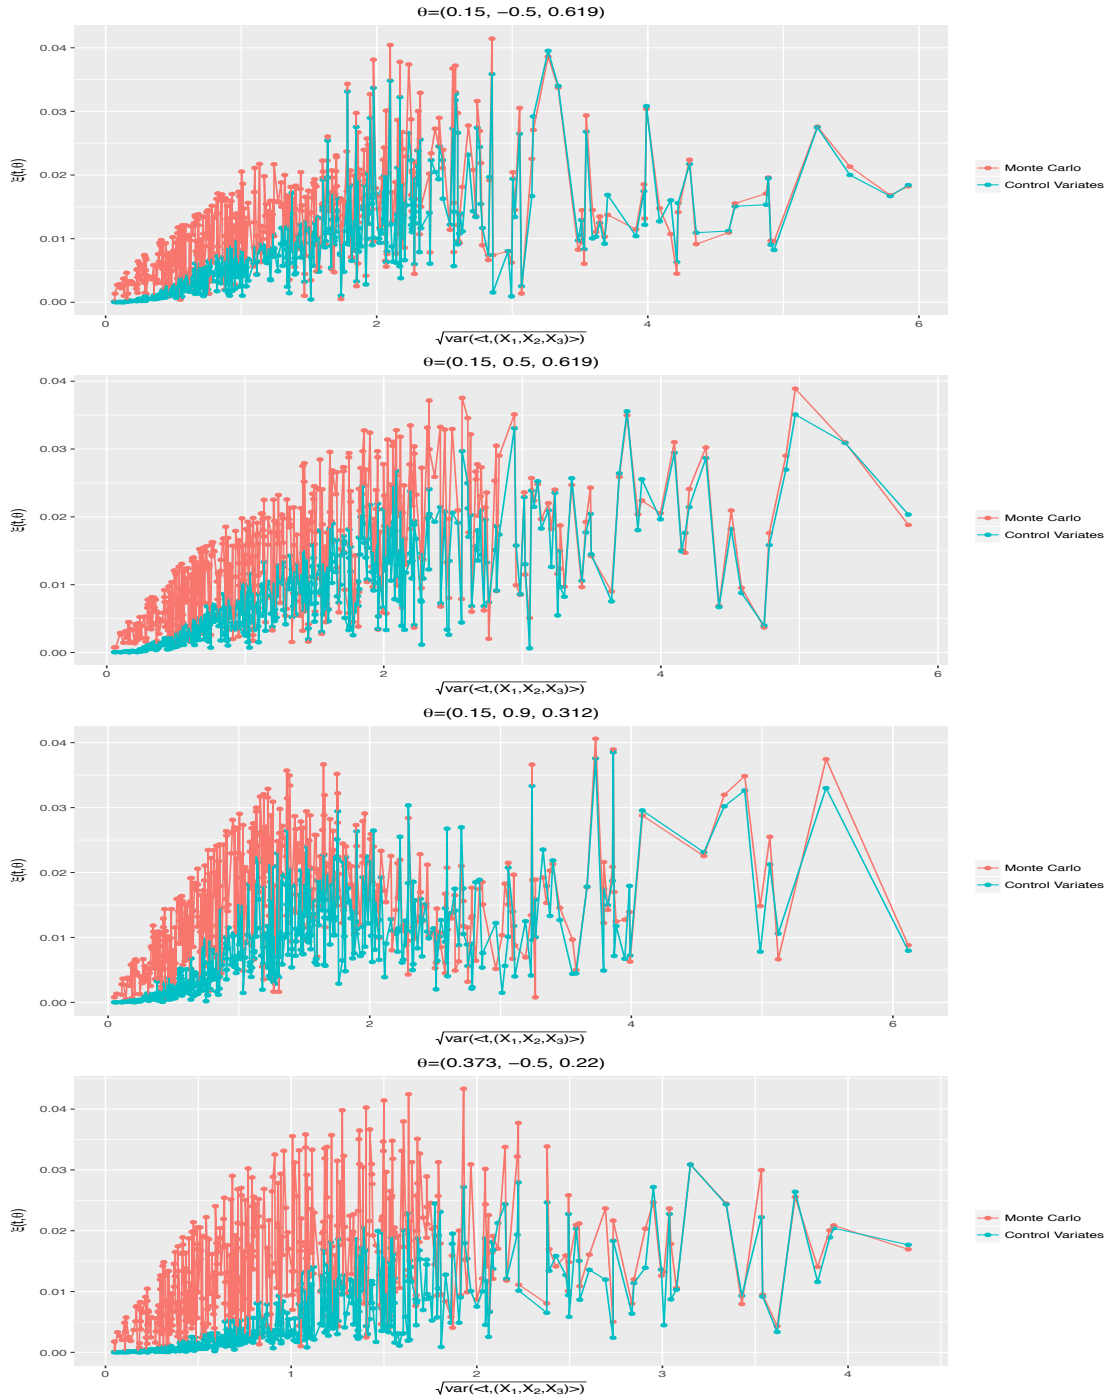 θ=(0.15, −0.5, 0.619)
0.04
0.03
0.02
0.01
0.00
ξ(t,θ)
0 2 4 6
√var(<t,(X₁,X₂,X₃)>)
Monte Carlo
Control Variates
θ=(0.15, 0.5, 0.619)
0.04
0.03
0.02
0.01
0.00
ξ(t,θ)
0 2 4 6
√var(<t,(X₁,X₂,X₃)>)
Monte Carlo
Control Variates
θ=(0.15, 0.9, 0.312)
0.04
0.03
0.02
0.01
0.00
ξ(t,θ)
0 2 4 6
√var(<t,(X₁,X₂,X₃)>)
Monte Carlo
Control Variates
θ=(0.373, −0.5, 0.22)
0.04
0.03
0.02
0.01
0.00
ξ(t,θ)
0 1 2 3 4
√var(<t,(X₁,X₂,X₃)>)
Monte Carlo
Control Variates